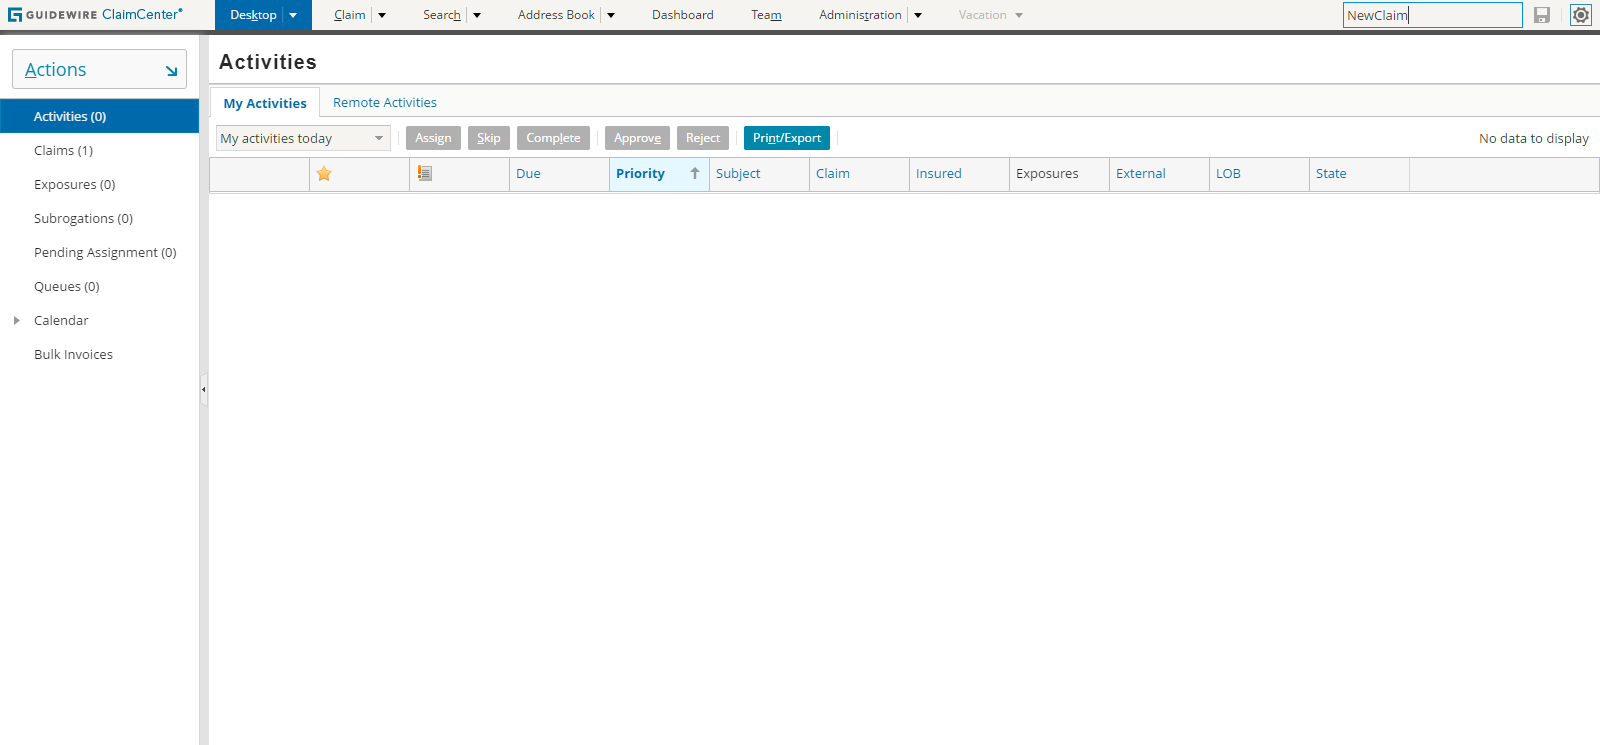 GUIDEWIRE ClaimCenter®
Desktop
Claim
Search
Address Book
Dashboard
Team
Administration
Vacation
NewClaim
Actions
Activities (0)
Claims (1)
Exposures (0)
Subrogations (0)
Pending Assignment (0)
Queues (0)
Calendar
Bulk Invoices
Activities
My Activities
Remote Activities
My activities today
Assign
Skip
Complete
Approve
Reject
Print/Export
No data to display
Due
Priority
Subject
Claim
Insured
Exposures
External
LOB
State